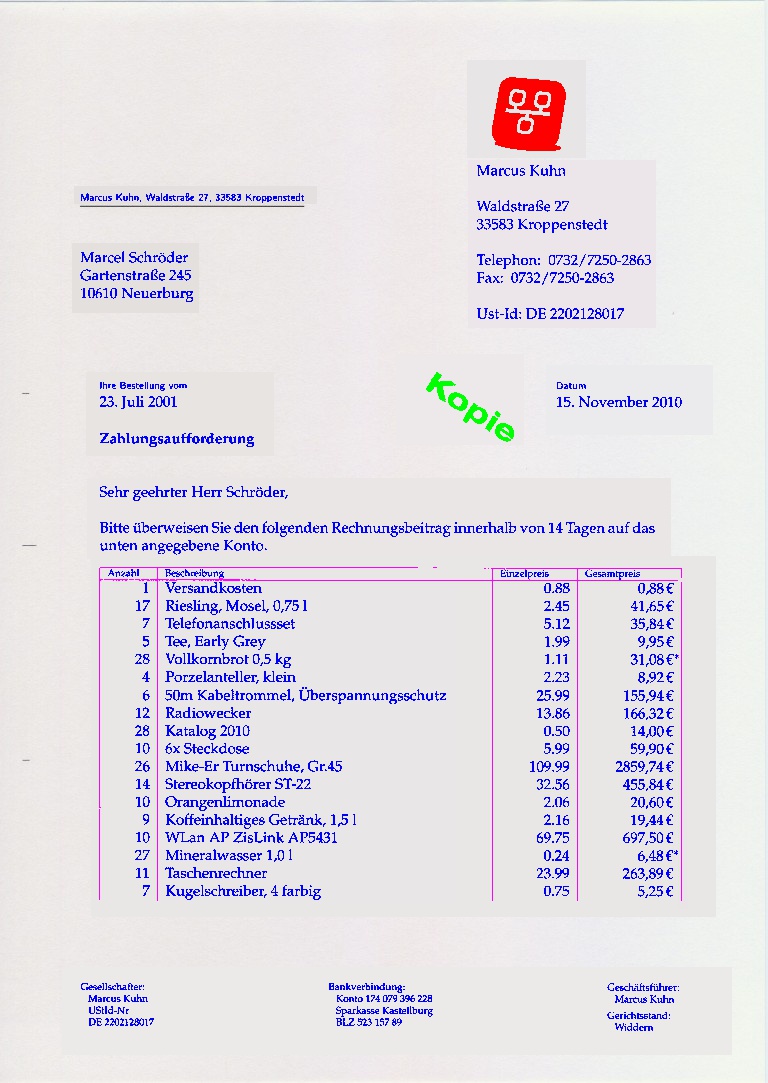 Marcus Kuhn
Marcus Kuhn, Waldstraße 27, 33583 Kroppenstedt
Waldstraße 27
33583 Kroppenstedt
Telephon: 0732/7250-2863
Fax: 0732/7250-2863
Ust-Id: DE 2202128017
Marcel Schröder
Gartenstraße 245
10610 Neuerburg
Ihre Bestellung vom
23. Juli 2001
Kopie
Datum
15. November 2010
Zahlungsaufforderung
Sehr geehrter Herr Schröder,
Bitte überweisen Sie den folgenden Rechnungsbeitrag innerhalb von 14 Tagen auf das
unten angegebene Konto.
Anzahl Beschreibung Einzelpreis Gesamtpreis
1 Versandkosten 0.88 0,88 €
17 Riesling, Mosel, 0,75 l 2.45 41,65 €
7 Telefonanschlussset 5.12 35,84 €
5 Tee, Early Grey 1.99 9,95 €
28 Vollkornbrot 0,5 kg 1.11 31,08 €*
4 Porzelanteller, klein 2.23 8,92 €
6 50m Kabeltrommel, Überspannungsschutz 25.99 155,94 €
12 Radiowecker 13.86 166,32 €
28 Katalog 2010 0.50 14,00 €
10 6x Steckdose 5.99 59,90 €
26 Mike-Er Turnschuhe, Gr.45 109.99 2859,74 €
14 Stereokopfhörer ST-22 32.56 455,84 €
10 Orangenlimonade 2.06 20,60 €
9 Koffeinhaltiges Getränk, 1,5 l 2.16 19,44 €
10 WLan AP ZisLink AP5431 69.75 697,50 €
27 Mineralwasser 1,0 l 0.24 6,48 €*
11 Taschenrechner 23.99 263,89 €
7 Kugelschreiber, 4 farbig 0.75 5,25 €
Gesellschafter:
Marcus Kuhn
UStId-Nr
DE 2202128017
Bankverbindung:
Konto 174 079 396 228
Sparkasse Kastellburg
BLZ 523 157 89
Geschäftsführer:
Marcus Kuhn
Gerichtsstand:
Widdern